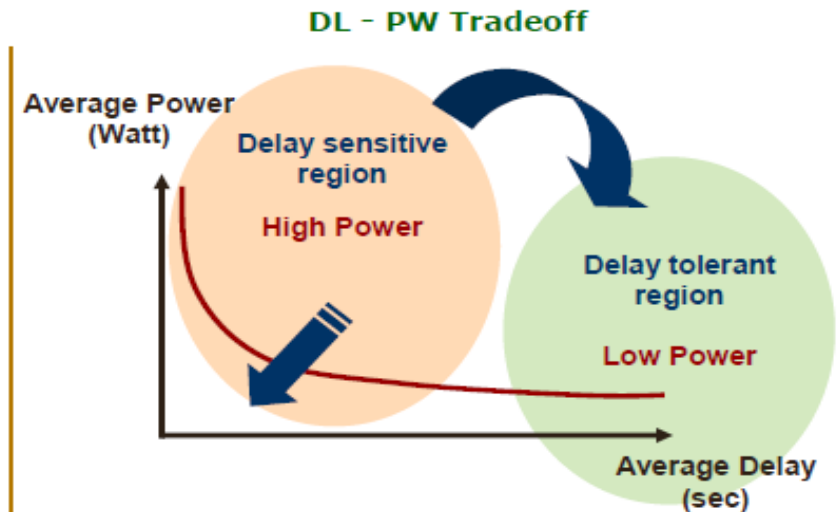 DL - PW Tradeoff
Average Power
(Watt)
Delay sensitive
region
High Power
Delay tolerant
region
Low Power
Average Delay
(sec)